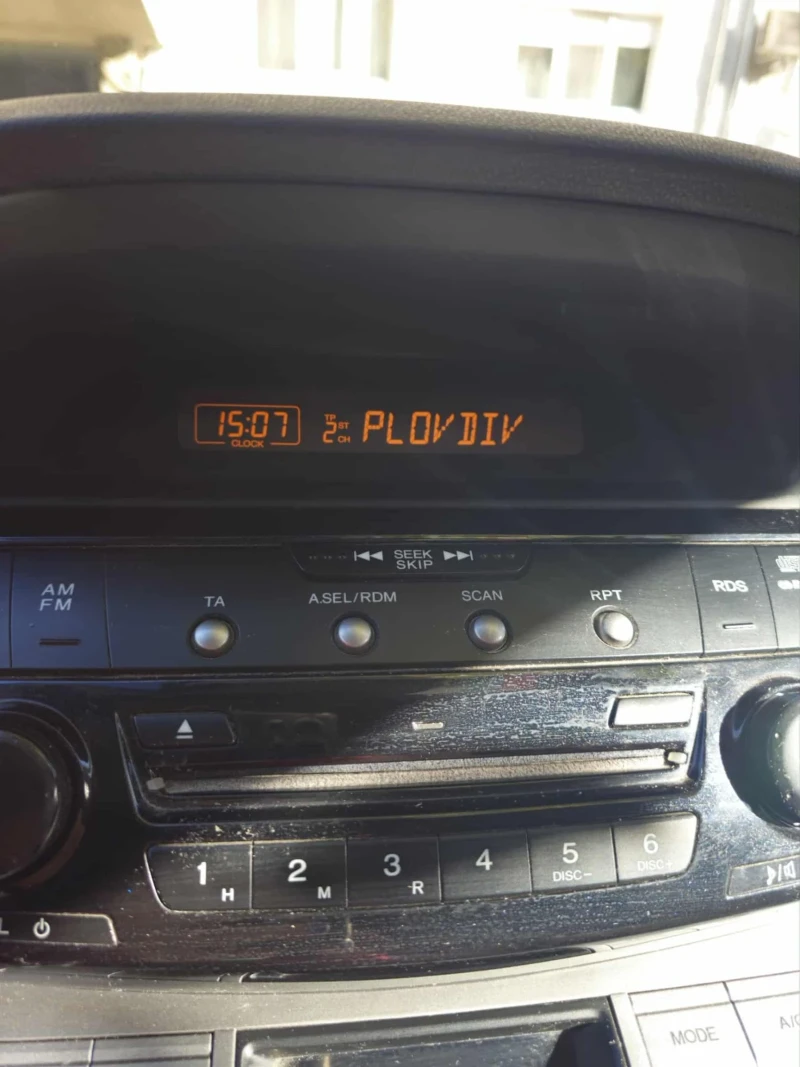 15:07 TP 2 ST CH PLOVDIV
CLOCK
SEEK
SKIP
AM
FM
TA
A.SEL/RDM
SCAN
RPT
RDS
1 H
2 M
3 R
4
5 DISC-
6 DISC+
MODE
A/C